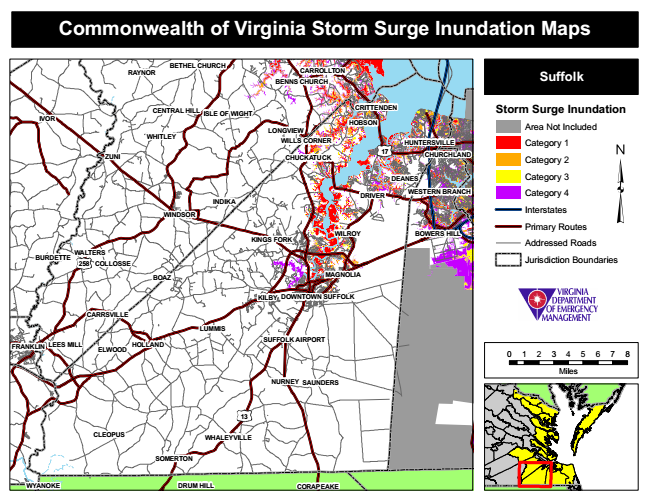 Commonwealth of Virginia Storm Surge Inundation Maps
Suffolk
Storm Surge Inundation
Area Not Included
Category 1
Category 2
Category 3
Category 4
Interstates
Primary Routes
Addressed Roads
Jurisdiction Boundaries
N
VIRGINIA
DEPARTMENT
OF EMERGENCY
MANAGEMENT
0 1 2 3 4 5 6 7 8
Miles
BETHEL CHURCH
RAYNOR
CARROLLTON
BENNS CHURCH
CRITTENDEN
CENTRAL HILL
ISLE OF WIGHT
IVOR
HOBSON
LONGVIEW
WHITLEY
WILLS CORNER
HUNTERSVILLE
17
CHURCHLAND
ZUNI
CHUCKATUCK
DEANES
WESTERN BRANCH
DRIVER
INDIKA
WINDSOR
WILROY
BOWERS HILL
KINGS FORK
WALTERS
BURDETTE
258
COLLOSSE
BOAZ
MAGNOLIA
KILBY
DOWNTOWN SUFFOLK
CARRSVILLE
LUMMIS
SUFFOLK AIRPORT
FRANKLIN
LEES MILL
HOLLAND
ELWOOD
NURNEY
SAUNDERS
13
CLEOPUS
WHALEYVILLE
SOMERTON
WYANOKE
DRUM HILL
CORAPEAKE